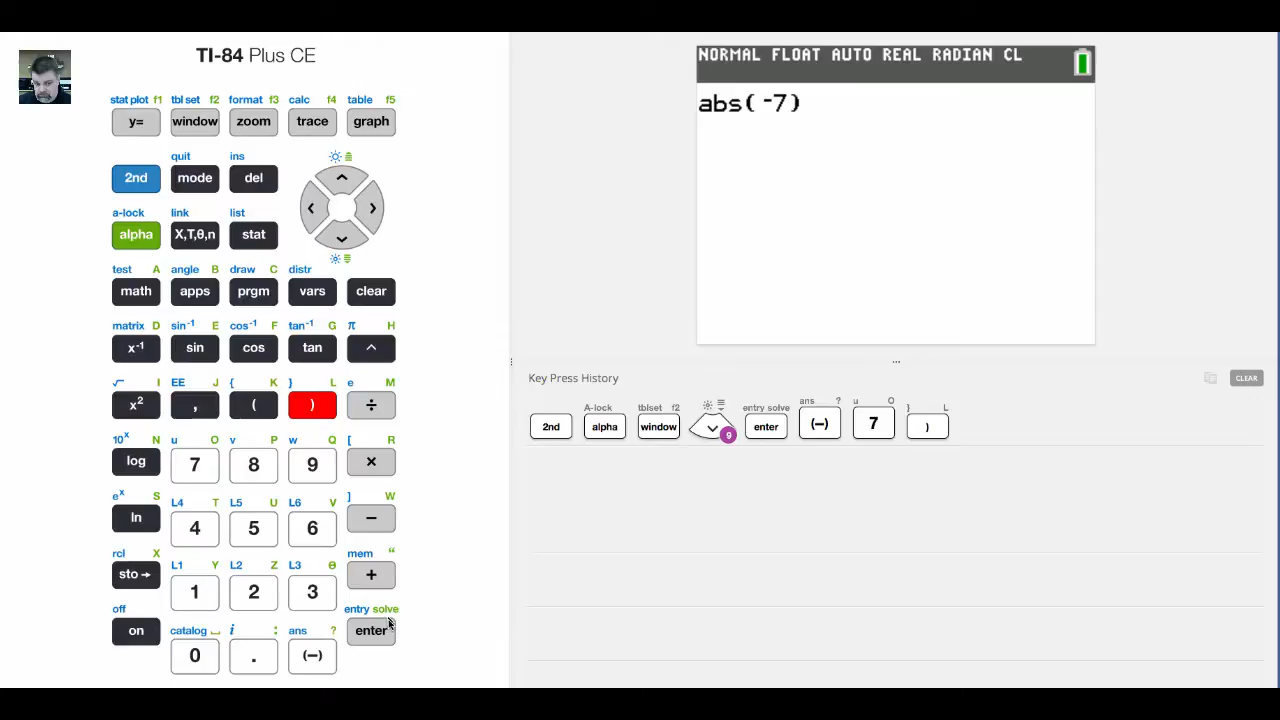 TI-84 Plus CE
NORMAL FLOAT AUTO REAL RADIAN CL
abs(-7)
stat plot f1 tbl set f2 format f3 calc f4 table f5
y= window zoom trace graph
quit ins
2nd mode del
a-lock link list
alpha X,T,θ,n stat
test A angle B draw C distr
math apps prgm vars clear
matrix D sin⁻¹ E cos⁻¹ F tan⁻¹ G π H
x⁻¹ sin cos tan ^
√ I EE J { K } L e M
x² , ( ) ÷
10ˣ N u O v P w Q [ R
log 7 8 9 ×
eˣ S L4 T L5 U L6 V ] W
ln 4 5 6 −
rcl X L1 Y L2 Z L3 θ mem “
sto→ 1 2 3 +
off catalog ⎵ i : ans ? entry solve
on 0 . (−) enter
Key Press History
CLEAR
A-lock tblset f2 entry solve ans ? u O } L
2nd alpha window 9 enter (−) 7 )